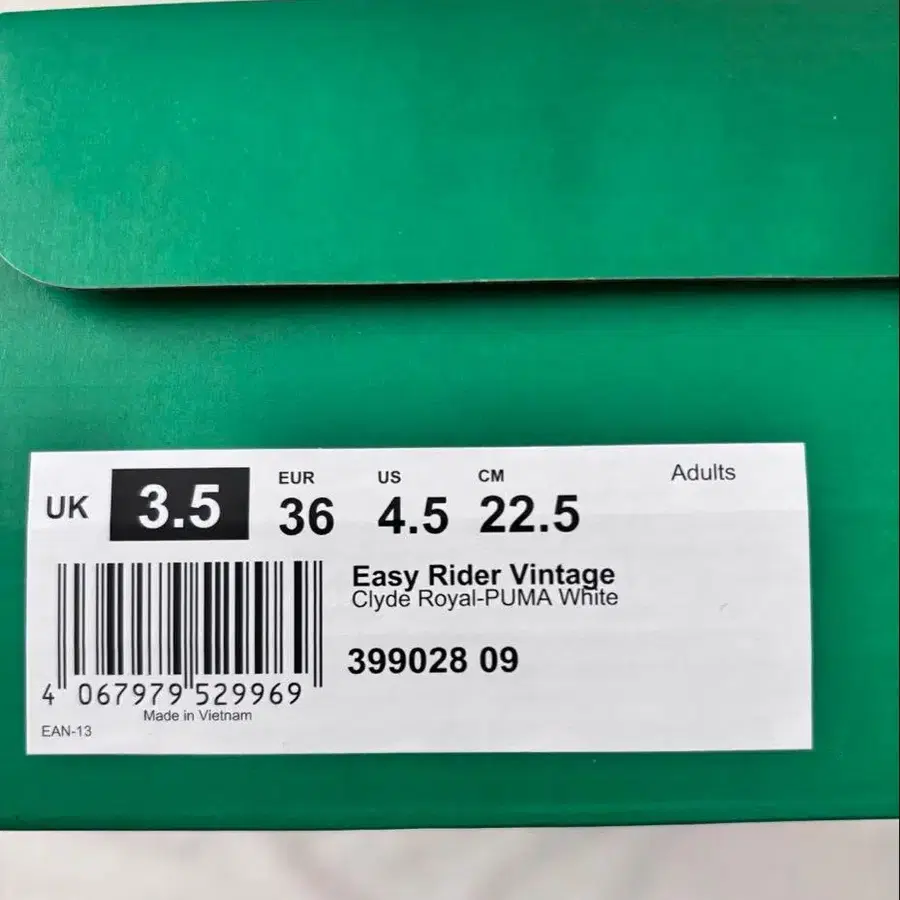 UK 3.5 EUR 36 US 4.5 CM 22.5 Adults
Easy Rider Vintage
Clyde Royal-PUMA White
399028 09
4 067979 529969
Made in Vietnam
EAN-13